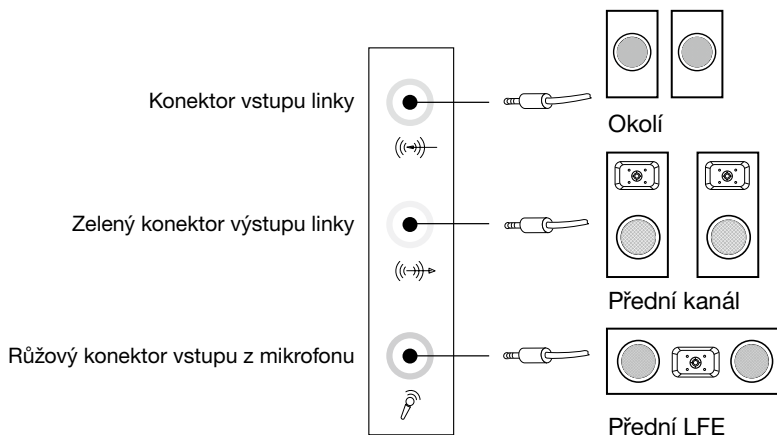 Konektor vstupu linky
Okolí
Zelený konektor výstupu linky
Přední kanál
Růžový konektor vstupu z mikrofonu
Přední LFE